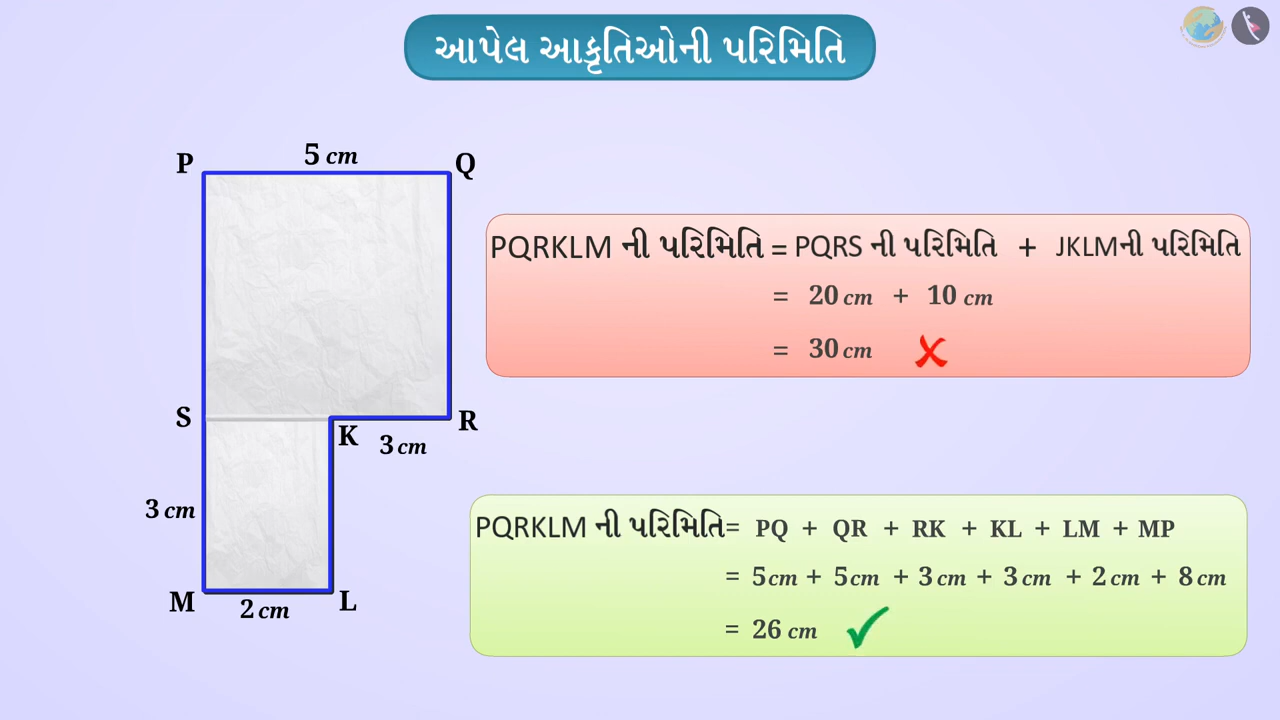 આપેલ આકૃતિઓની પરિમિતિ
P 5 cm Q
PQRKLM ની પરિમિતિ = PQRS ની પરિમિતિ + JKLMની પરિમિતિ
= 20 cm + 10 cm
= 30 cm
S K 3 cm R
3 cm
M 2 cm L
PQRKLM ની પરિમિતિ= PQ + QR + RK + KL + LM + MP
= 5cm + 5cm + 3cm + 3cm + 2cm + 8cm
= 26 cm